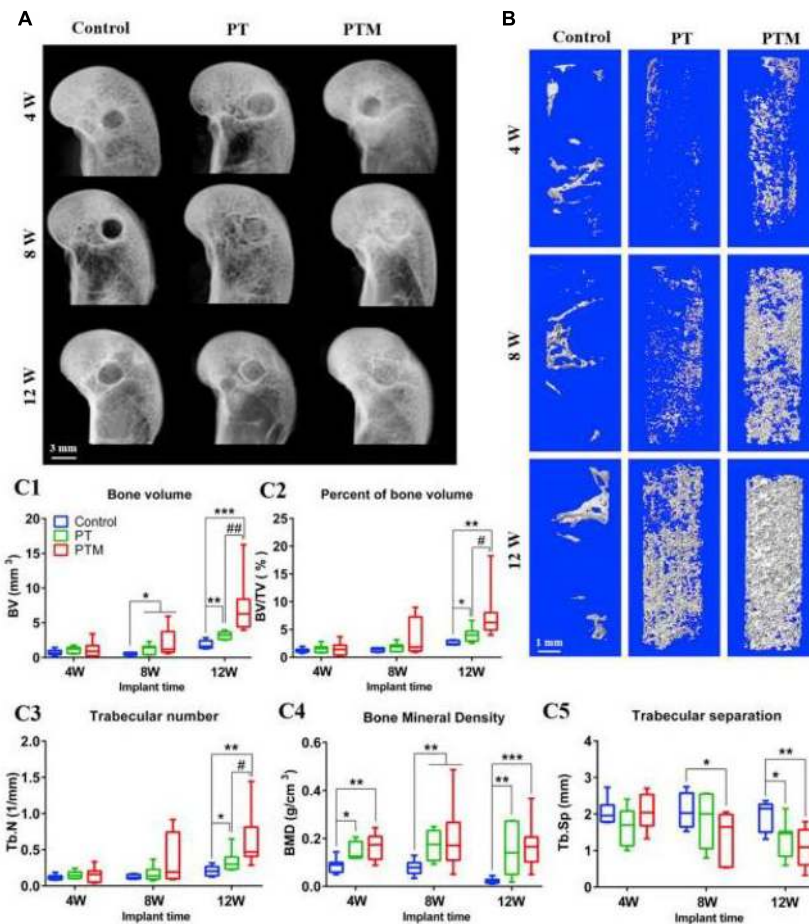 A
Control PT PTM
4 W
8 W
12 W
3 mm
B
Control PT PTM
4 W
8 W
12 W
1 mm
C1
Bone volume
BV (mm 3)
20
15
10
5
0
Control
PT
PTM
*
**
***
##
4W 8W 12W
Implant time
C2
Percent of bone volume
BV/TV ( % )
25
20
15
10
5
0
**
#
*
4W 8W 12W
Implant time
C3
Trabecular number
Tb.N (1/mm)
2.0
1.5
1.0
0.5
0.0
**
#
*
4W 8W 12W
Implant time
C4
Bone Mineral Density
BMD (g/cm 3)
0.6
0.4
0.2
0.0
**
*
**
***
**
4W 8W 12W
Implant time
C5
Trabecular separation
Tb.Sp (mm)
4
3
2
1
0
*
**
*
4W 8W 12W
Implant time